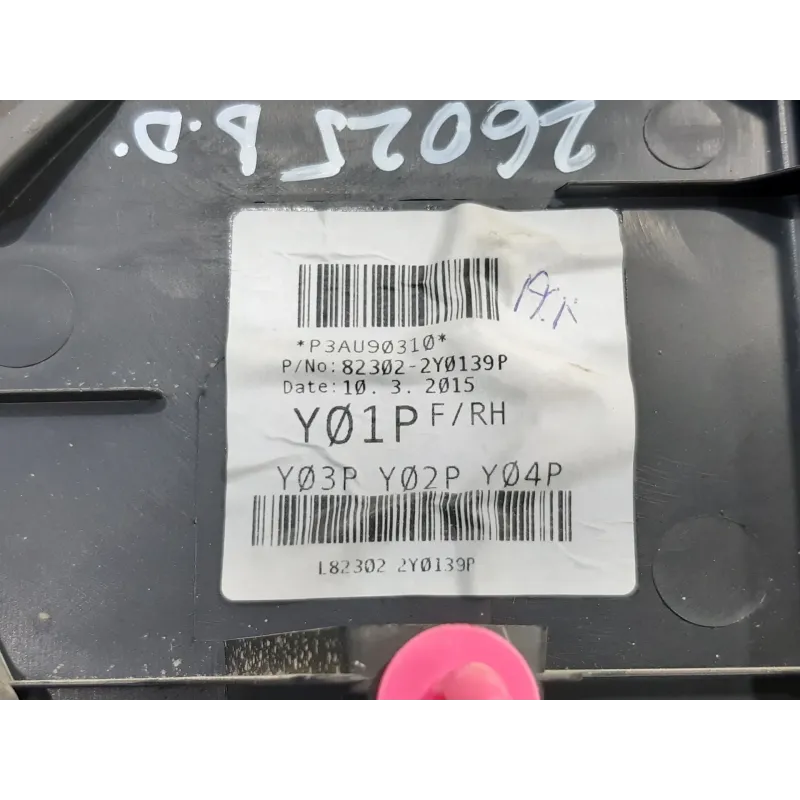 26025 B.D.
*P3AU90310*
P/No: 82302-2Y0139P
Date: 10. 3. 2015
Y01P F/RH
Y03P Y02P Y04P
L82302 2Y0139P